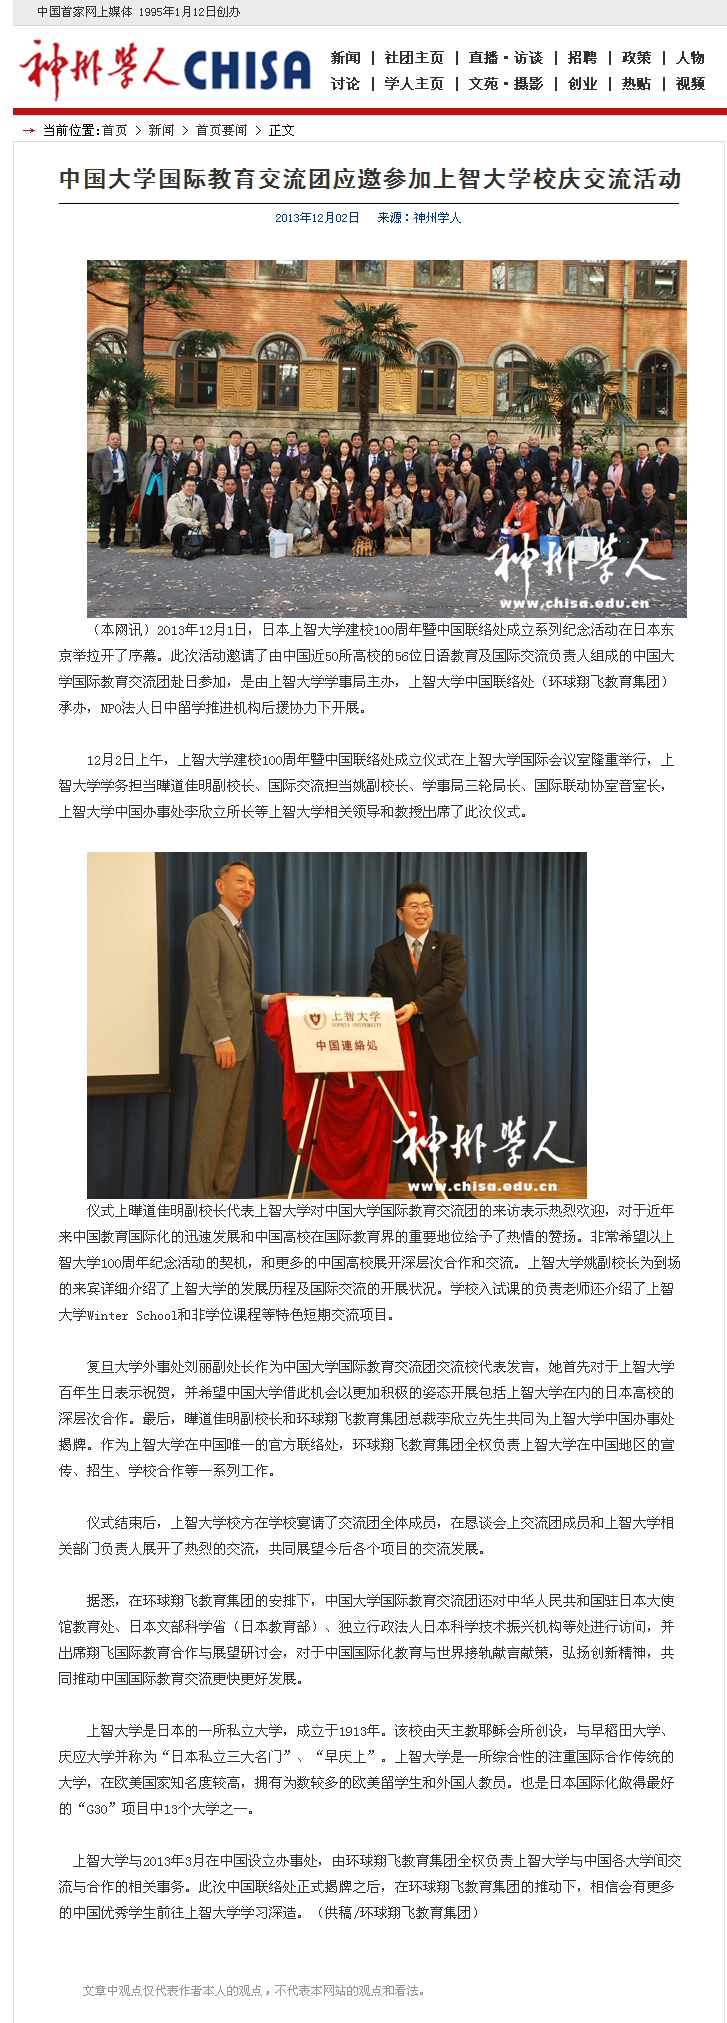 中国首家网上媒体 1995年1月12日创办
神州学人 CHISA
新闻 | 社团主页 | 直播·访谈 | 招聘 | 政策 | 人物
讨论 | 学人主页 | 文苑·摄影 | 创业 | 热贴 | 视频
→ 当前位置:首页 > 新闻 > 首页要闻 > 正文
中国大学国际教育交流团应邀参加上智大学校庆交流活动
2013年12月02日 来源：神州学人
神州学人
www.chisa.edu.cn
（本网讯）2013年12月1日，日本上智大学建校100周年暨中国联络处成立系列纪念活动在日本东
京举拉开了序幕。此次活动邀请了由中国近50所高校的56位日语教育及国际交流负责人组成的中国大
学国际教育交流团赴日参加，是由上智大学学事局主办，上智大学中国联络处（环球翔飞教育集团）
承办，NPO法人日中留学推进机构后援协力下开展。
12月2日上午，上智大学建校100周年暨中国联络处成立仪式在上智大学国际会议室隆重举行，上
智大学学务担当曄道佳明副校长、国际交流担当姚副校长、学事局三轮局长、国际联动协室音室长，
上智大学中国办事处李欣立所长等上智大学相关领导和教授出席了此次仪式。
上智大学
SOPHIA UNIVERSITY
中国連絡処
神州学人
www.chisa.edu.cn
仪式上曄道佳明副校长代表上智大学对中国大学国际教育交流团的来访表示热烈欢迎，对于近年
来中国教育国际化的迅速发展和中国高校在国际教育界的重要地位给予了热情的赞扬。非常希望以上
智大学100周年纪念活动的契机，和更多的中国高校展开深层次合作和交流。上智大学姚副校长为到场
的来宾详细介绍了上智大学的发展历程及国际交流的开展状况。学校入试课的负责老师还介绍了上智
大学Winter School和非学位课程等特色短期交流项目。
复旦大学外事处刘丽副处长作为中国大学国际教育交流团交流校代表发言，她首先对于上智大学
百年生日表示祝贺，并希望中国大学借此机会以更加积极的姿态开展包括上智大学在内的日本高校的
深层次合作。最后，曄道佳明副校长和环球翔飞教育集团总裁李欣立先生共同为上智大学中国办事处
揭牌。作为上智大学在中国唯一的官方联络处，环球翔飞教育集团全权负责上智大学在中国地区的宣
传、招生、学校合作等一系列工作。
仪式结束后，上智大学校方在学校宴请了交流团全体成员，在恳谈会上交流团成员和上智大学相
关部门负责人展开了热烈的交流，共同展望今后各个项目的交流发展。
据悉，在环球翔飞教育集团的安排下，中国大学国际教育交流团还对中华人民共和国驻日本大使
馆教育处、日本文部科学省（日本教育部）、独立行政法人日本科学技术振兴机构等处进行访问，并
出席翔飞国际教育合作与展望研讨会，对于中国国际化教育与世界接轨献言献策，弘扬创新精神，共
同推动中国国际教育交流更快更好发展。
上智大学是日本的一所私立大学，成立于1913年。该校由天主教耶稣会所创设，与早稻田大学、
庆应大学并称为“日本私立三大名门”、“早庆上”。上智大学是一所综合性的注重国际合作传统的
大学，在欧美国家知名度较高，拥有为数较多的欧美留学生和外国人教员。也是日本国际化做得最好
的“G30”项目中13个大学之一。
上智大学与2013年3月在中国设立办事处，由环球翔飞教育集团全权负责上智大学与中国各大学间交
流与合作的相关事务。此次中国联络处正式揭牌之后，在环球翔飞教育集团的推动下，相信会有更多
的中国优秀学生前往上智大学学习深造。（供稿/环球翔飞教育集团）
文章中观点仅代表作者本人的观点，不代表本网站的观点和看法。